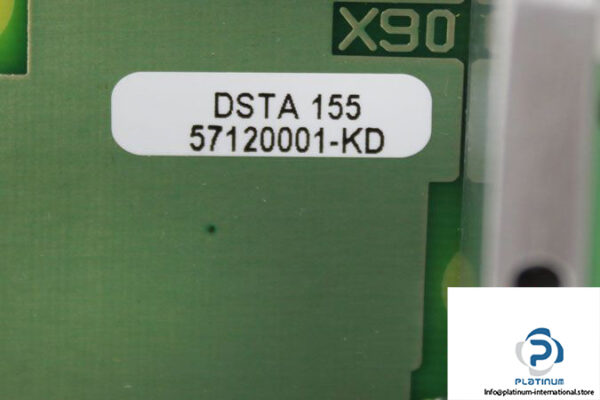 X90
DSTA 155
57120001-KD
PLATINUM
Info@platinum-international.store